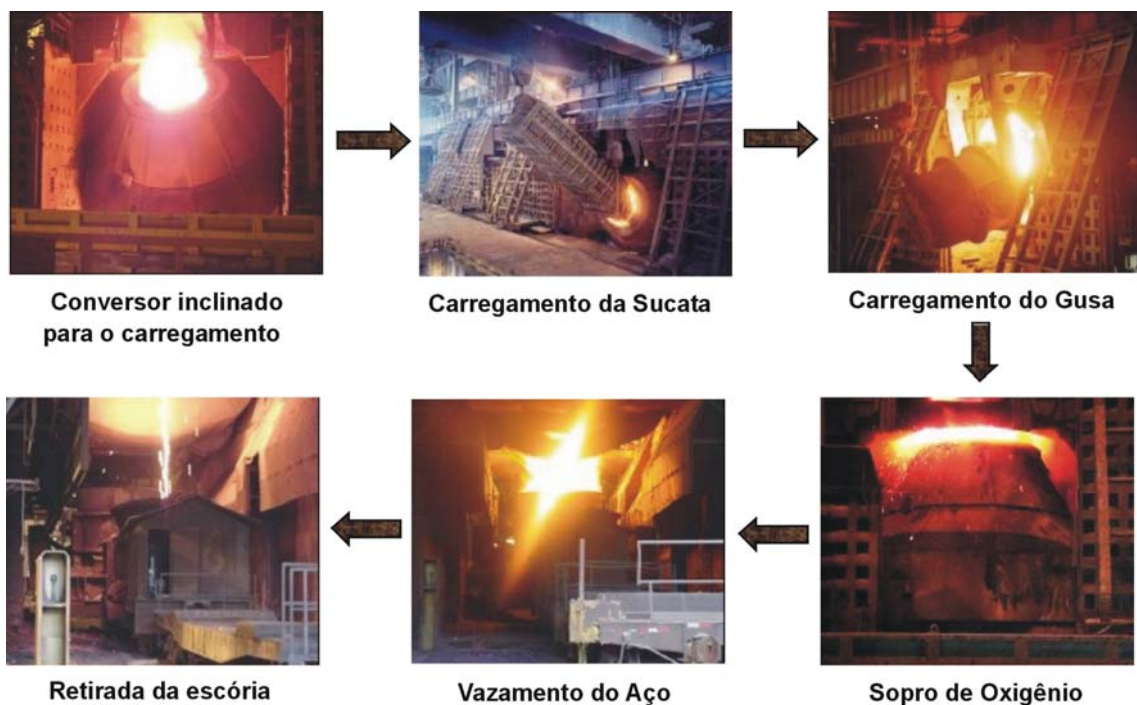 Conversor inclinado
para o carregamento
Carregamento da Sucata
Carregamento do Gusa
Sopro de Oxigênio
Vazamento do Aço
Retirada da escória